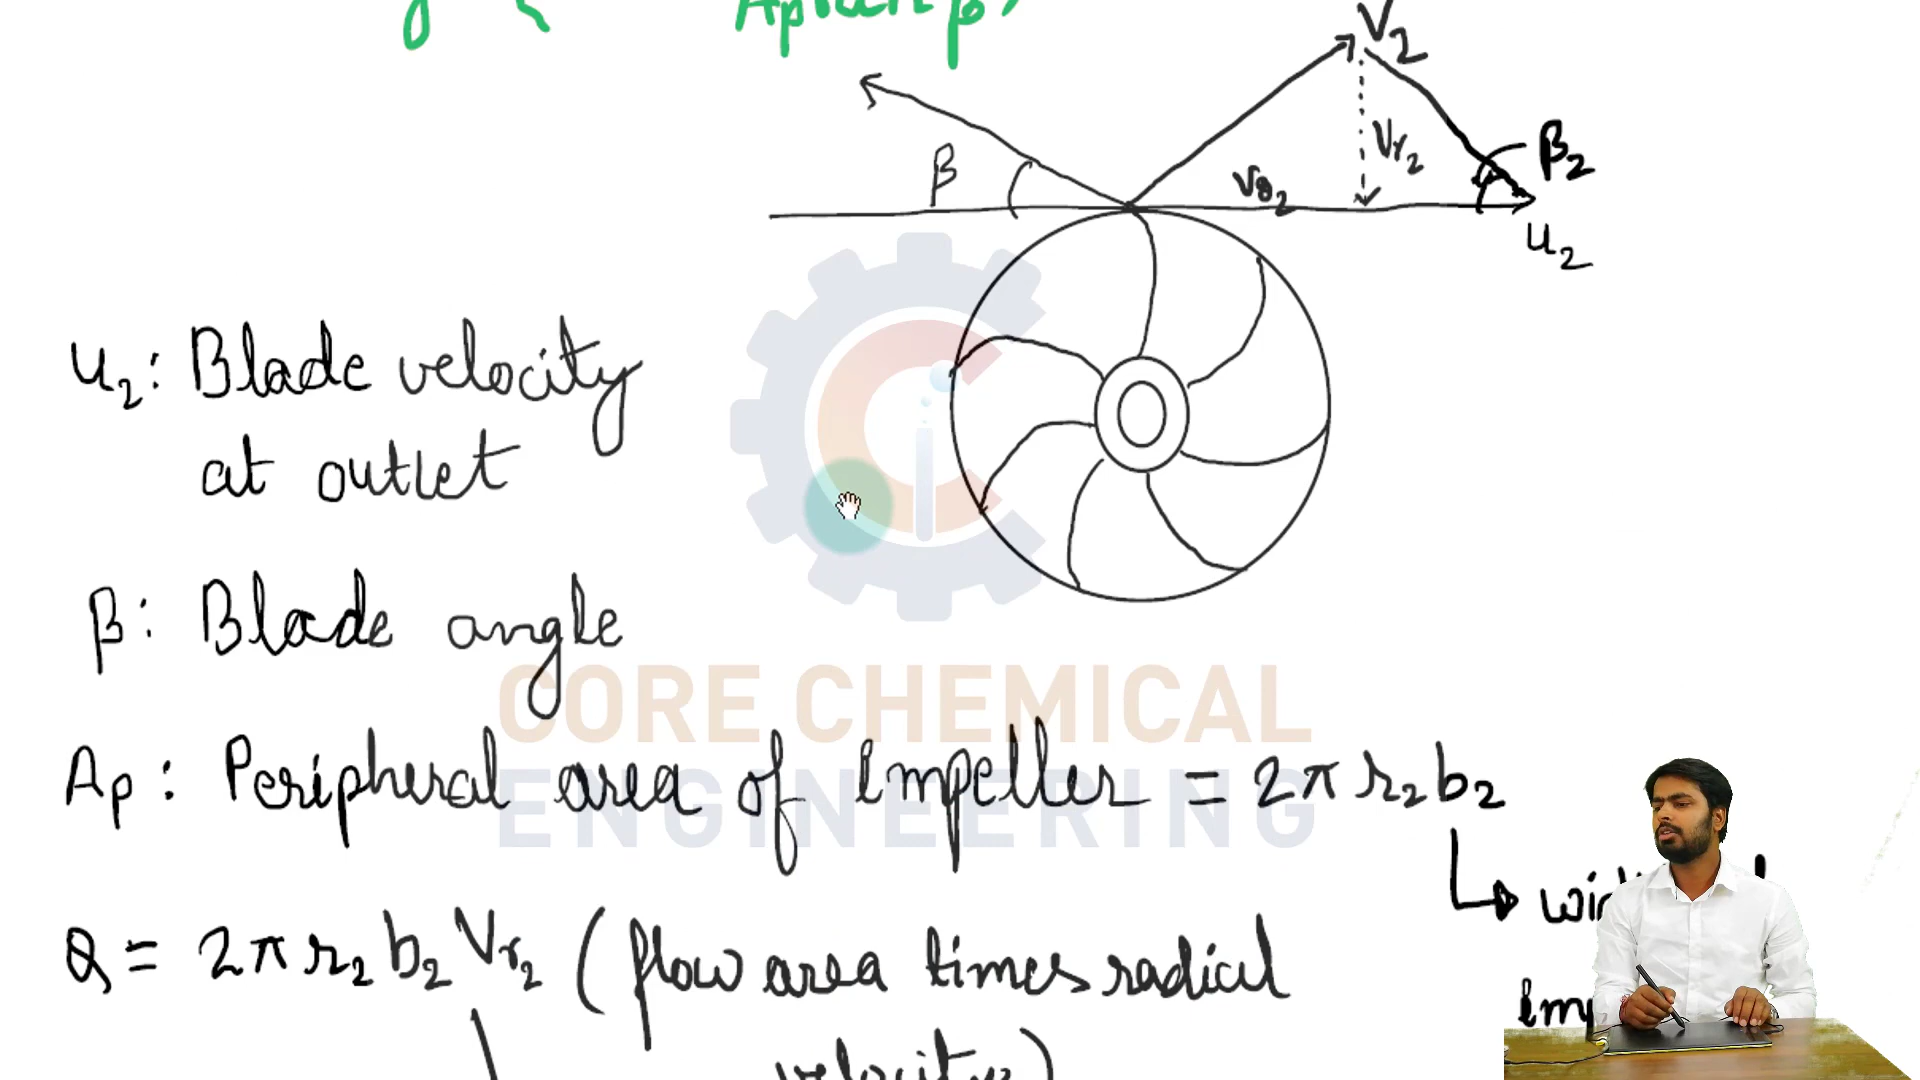 V₂
β
Vθ₂
Vr₂
β₂
u₂
u₂: Blade velocity
at outlet
β: Blade angle
CORE CHEMICAL
ENGINEERING
Ap: Peripheral area of impeller = 2π r₂ b₂
Q = 2π r₂ b₂ Vr₂ (flow area times radial
velocity)